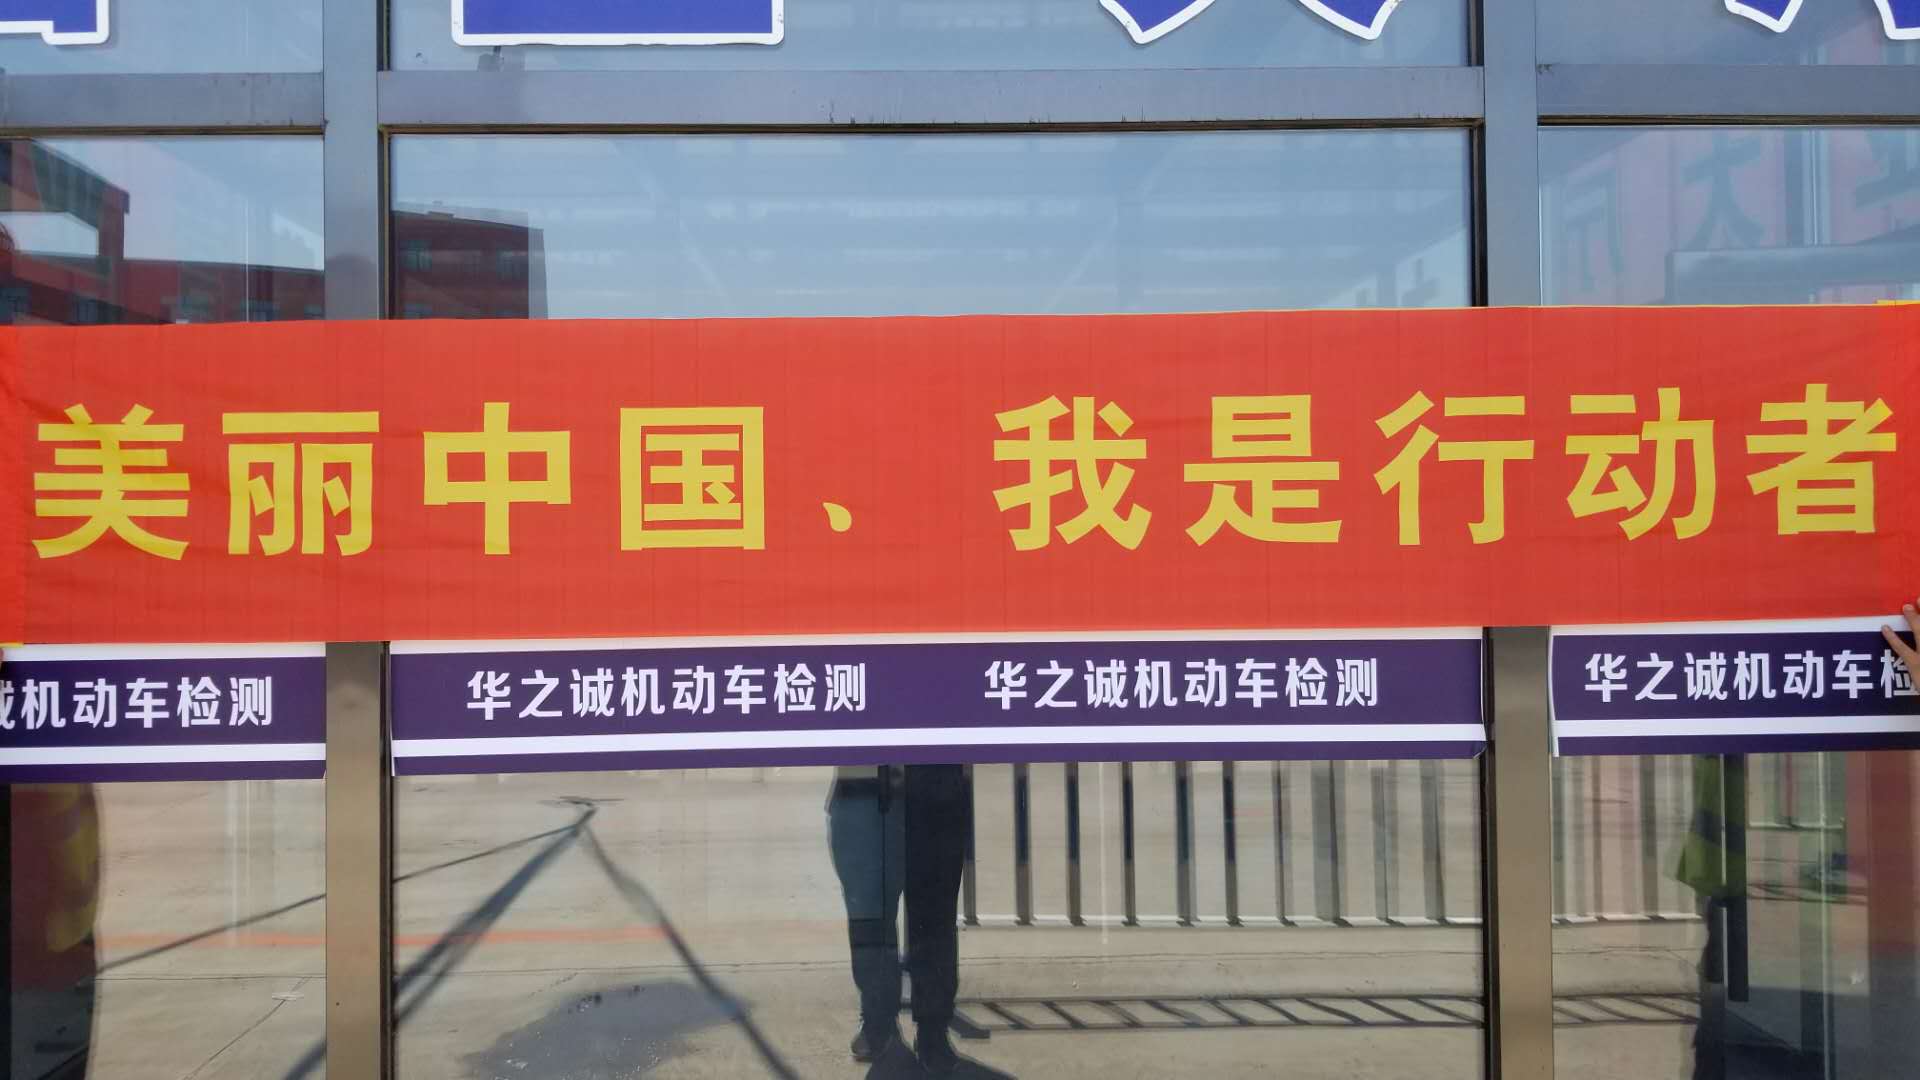 美丽中国、我是行动者
机动车检测
华之诚机动车检测 华之诚机动车检测
华之诚机动车检